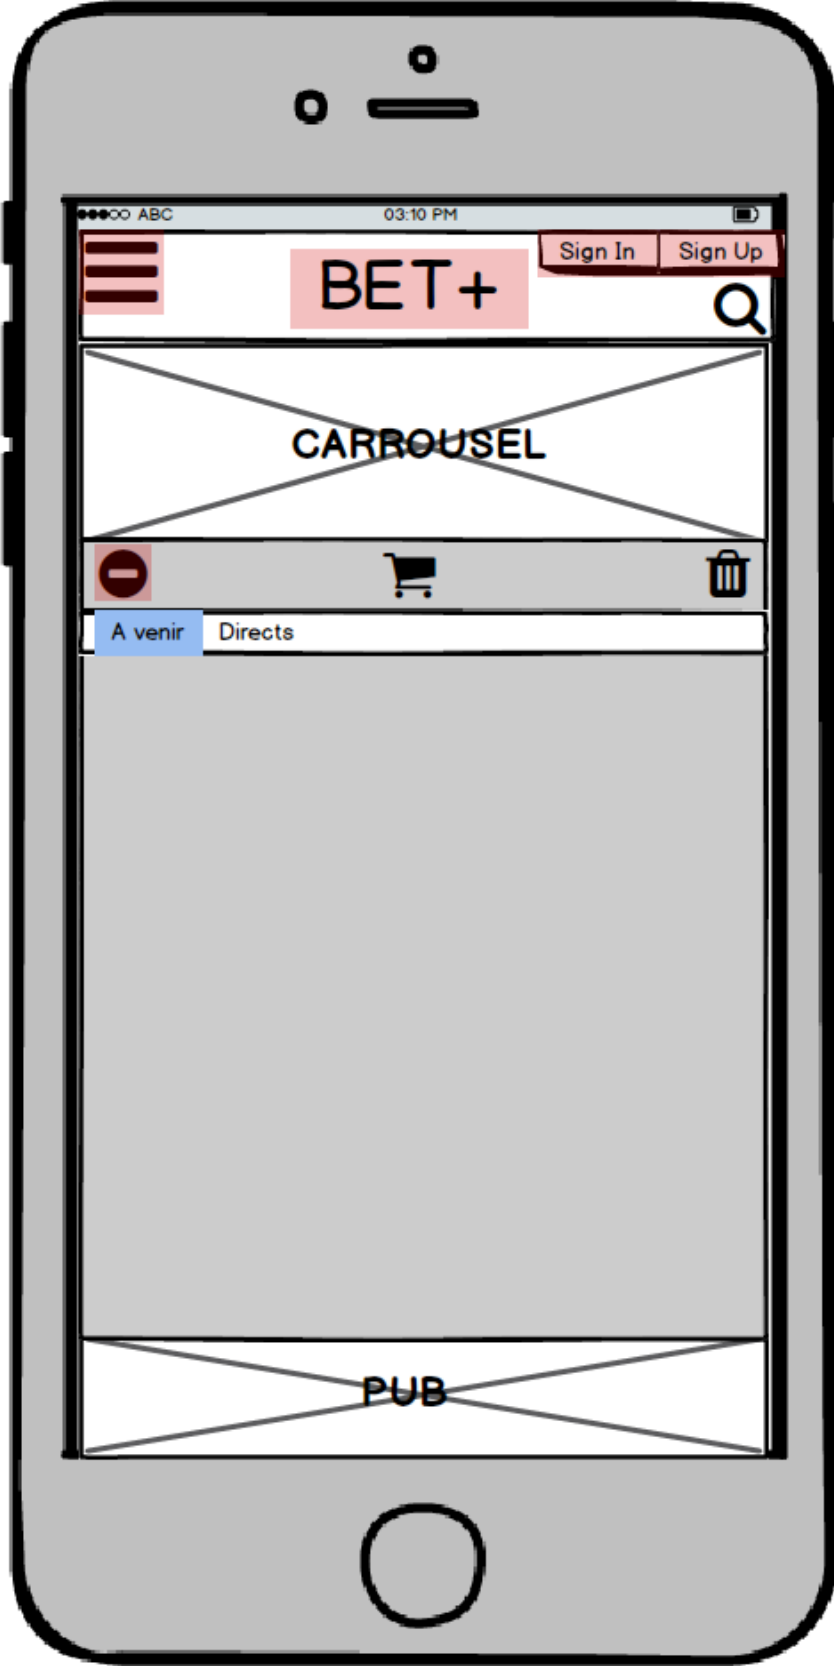 ABC 03:10 PM
Sign In Sign Up
BET+
CARROUSEL
A venir Directs
PUB